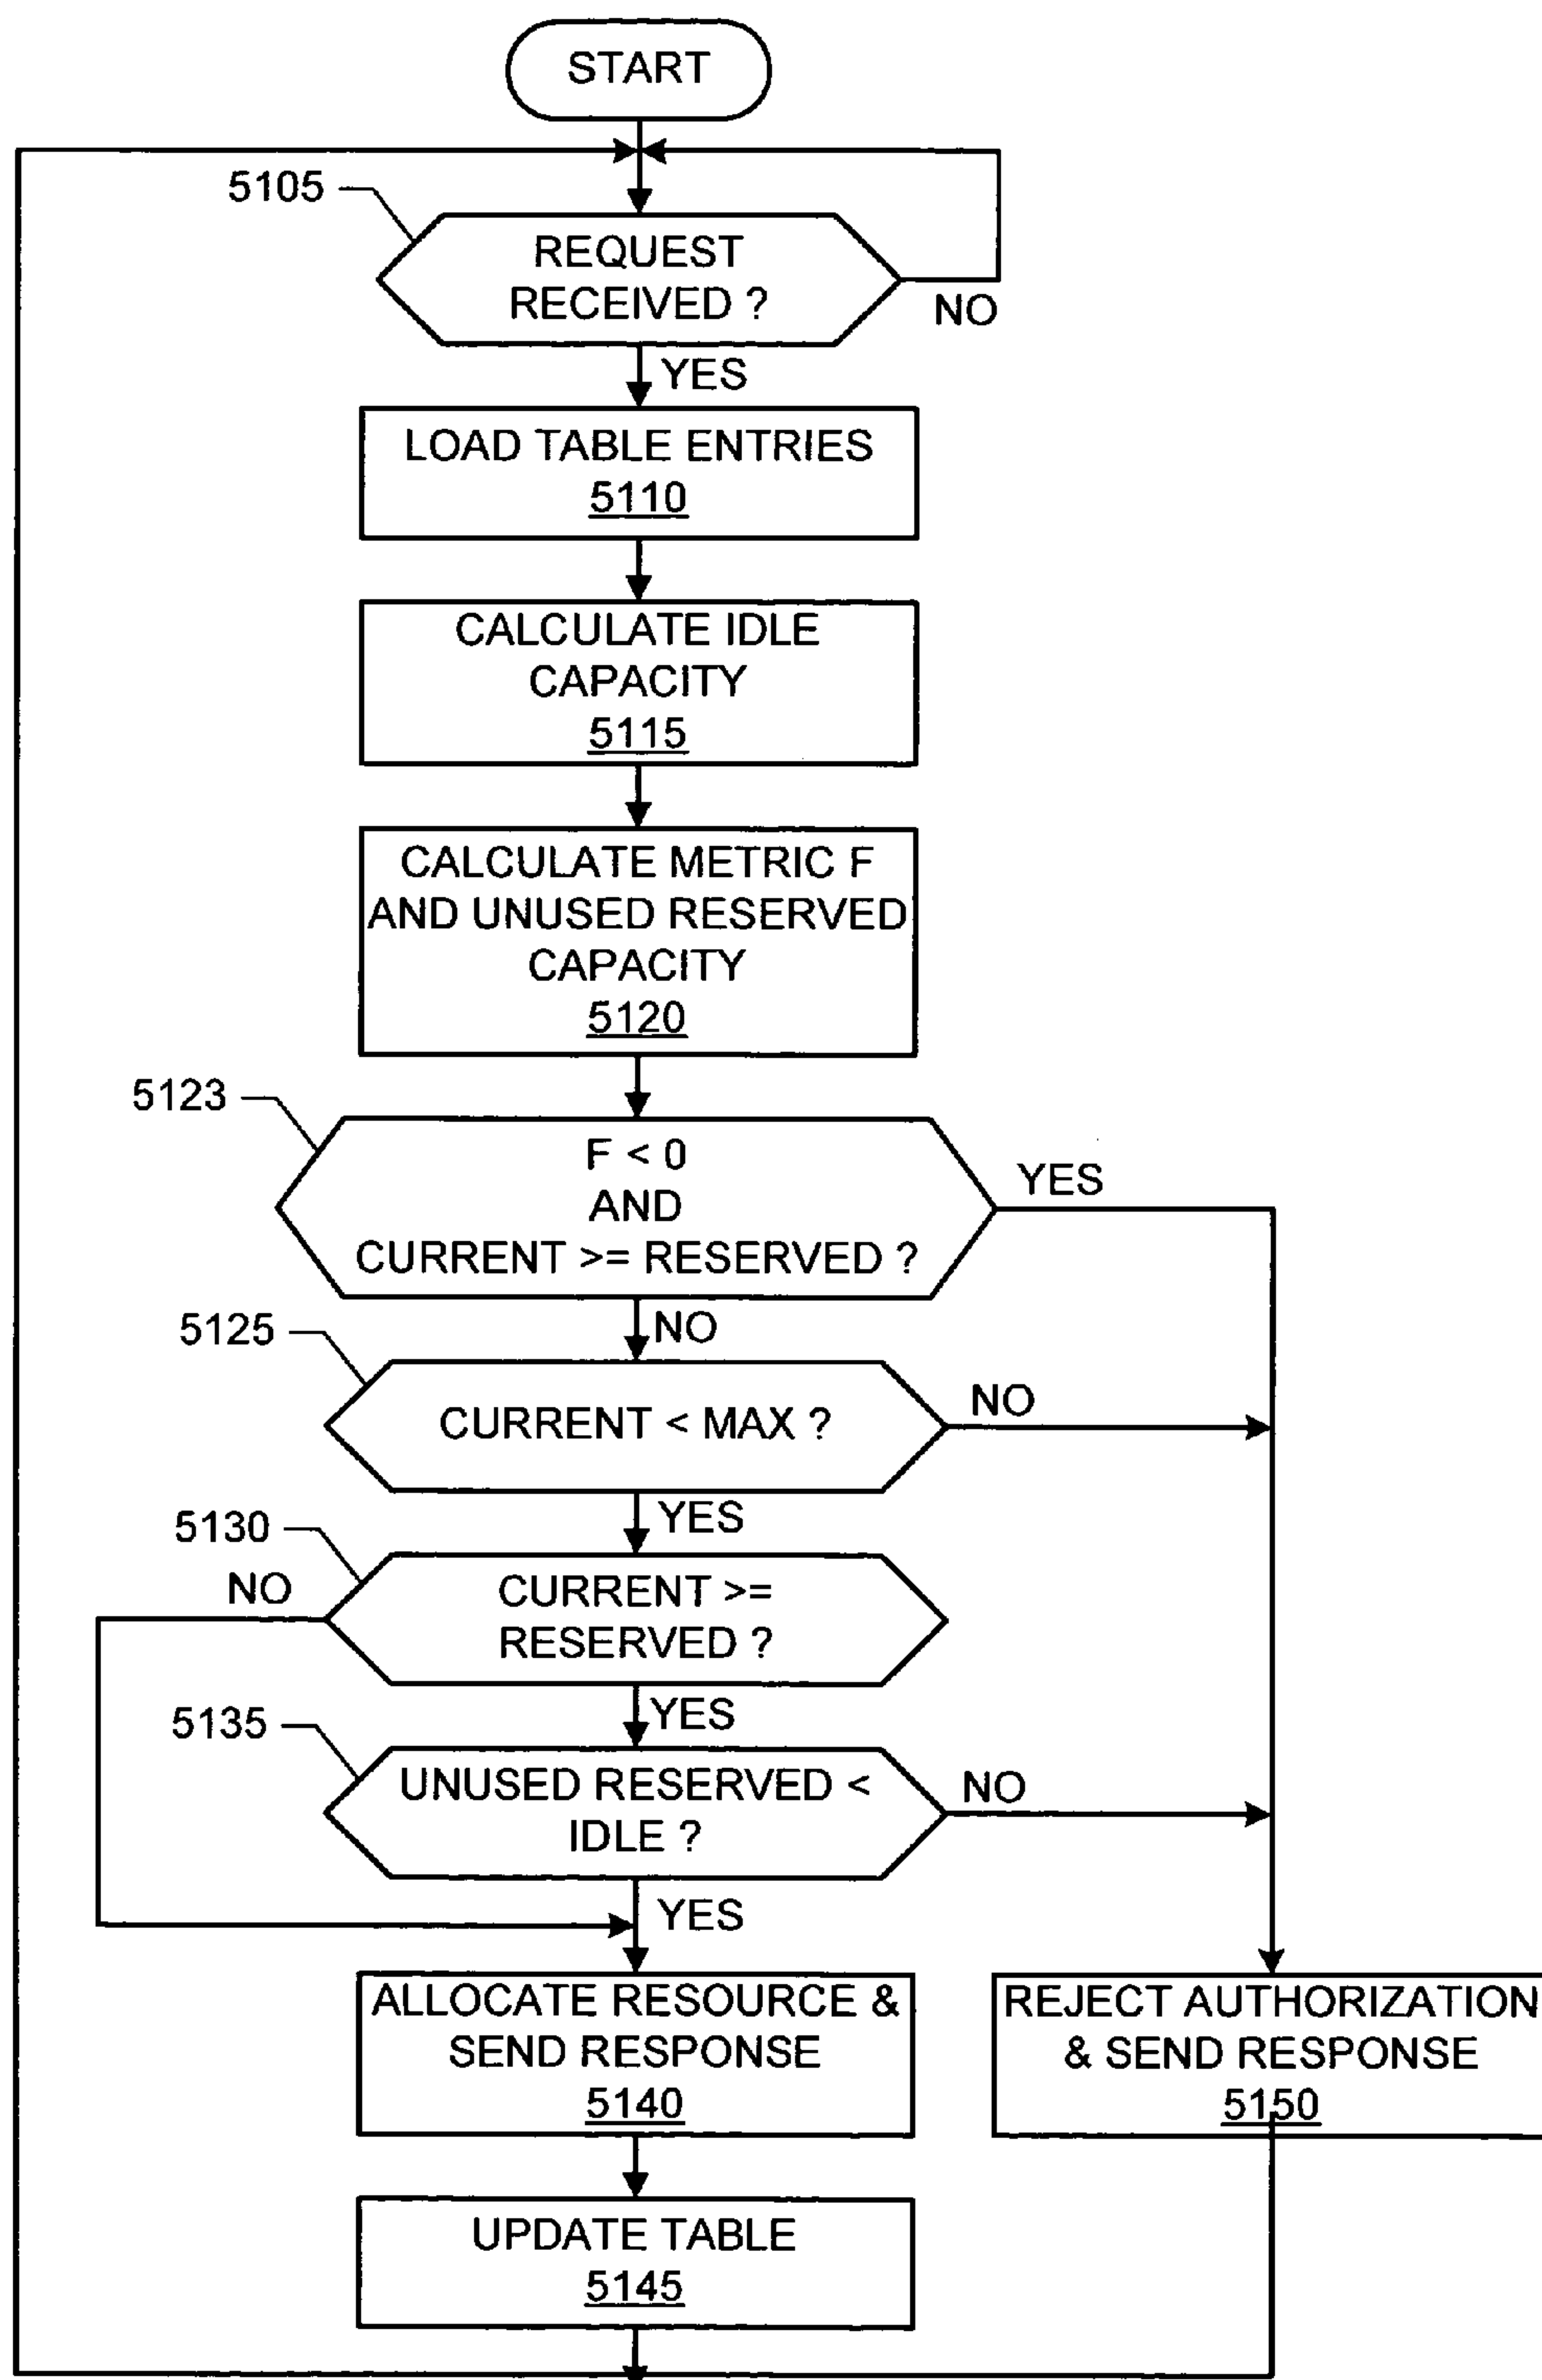 START
5105
REQUEST
RECEIVED ?
NO
YES
LOAD TABLE ENTRIES
5110
CALCULATE IDLE
CAPACITY
5115
CALCULATE METRIC F
AND UNUSED RESERVED
CAPACITY
5120
5123
F < 0
AND
CURRENT >= RESERVED ?
YES
NO
5125
CURRENT < MAX ?
NO
YES
5130
NO
CURRENT >=
RESERVED ?
YES
5135
UNUSED RESERVED <
IDLE ?
NO
YES
ALLOCATE RESOURCE &
SEND RESPONSE
5140
REJECT AUTHORIZATION
& SEND RESPONSE
5150
UPDATE TABLE
5145